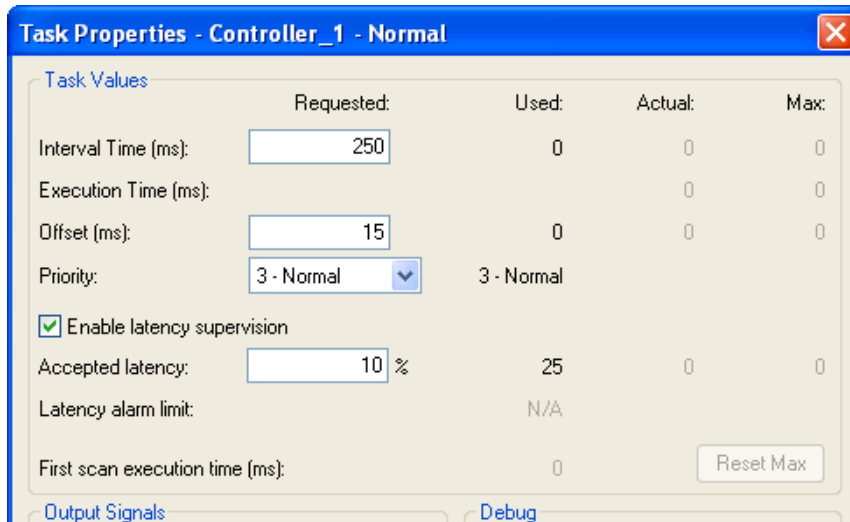 Task Properties - Controller_1 - Normal
Task Values
Requested: Used: Actual: Max:
Interval Time (ms): 250 0 0 0
Execution Time (ms): 0 0
Offset (ms): 15 0 0 0
Priority: 3 - Normal 3 - Normal
Enable latency supervision
Accepted latency: 10 % 25 0 0
Latency alarm limit: N/A
First scan execution time (ms): 0 Reset Max
Output Signals Debug